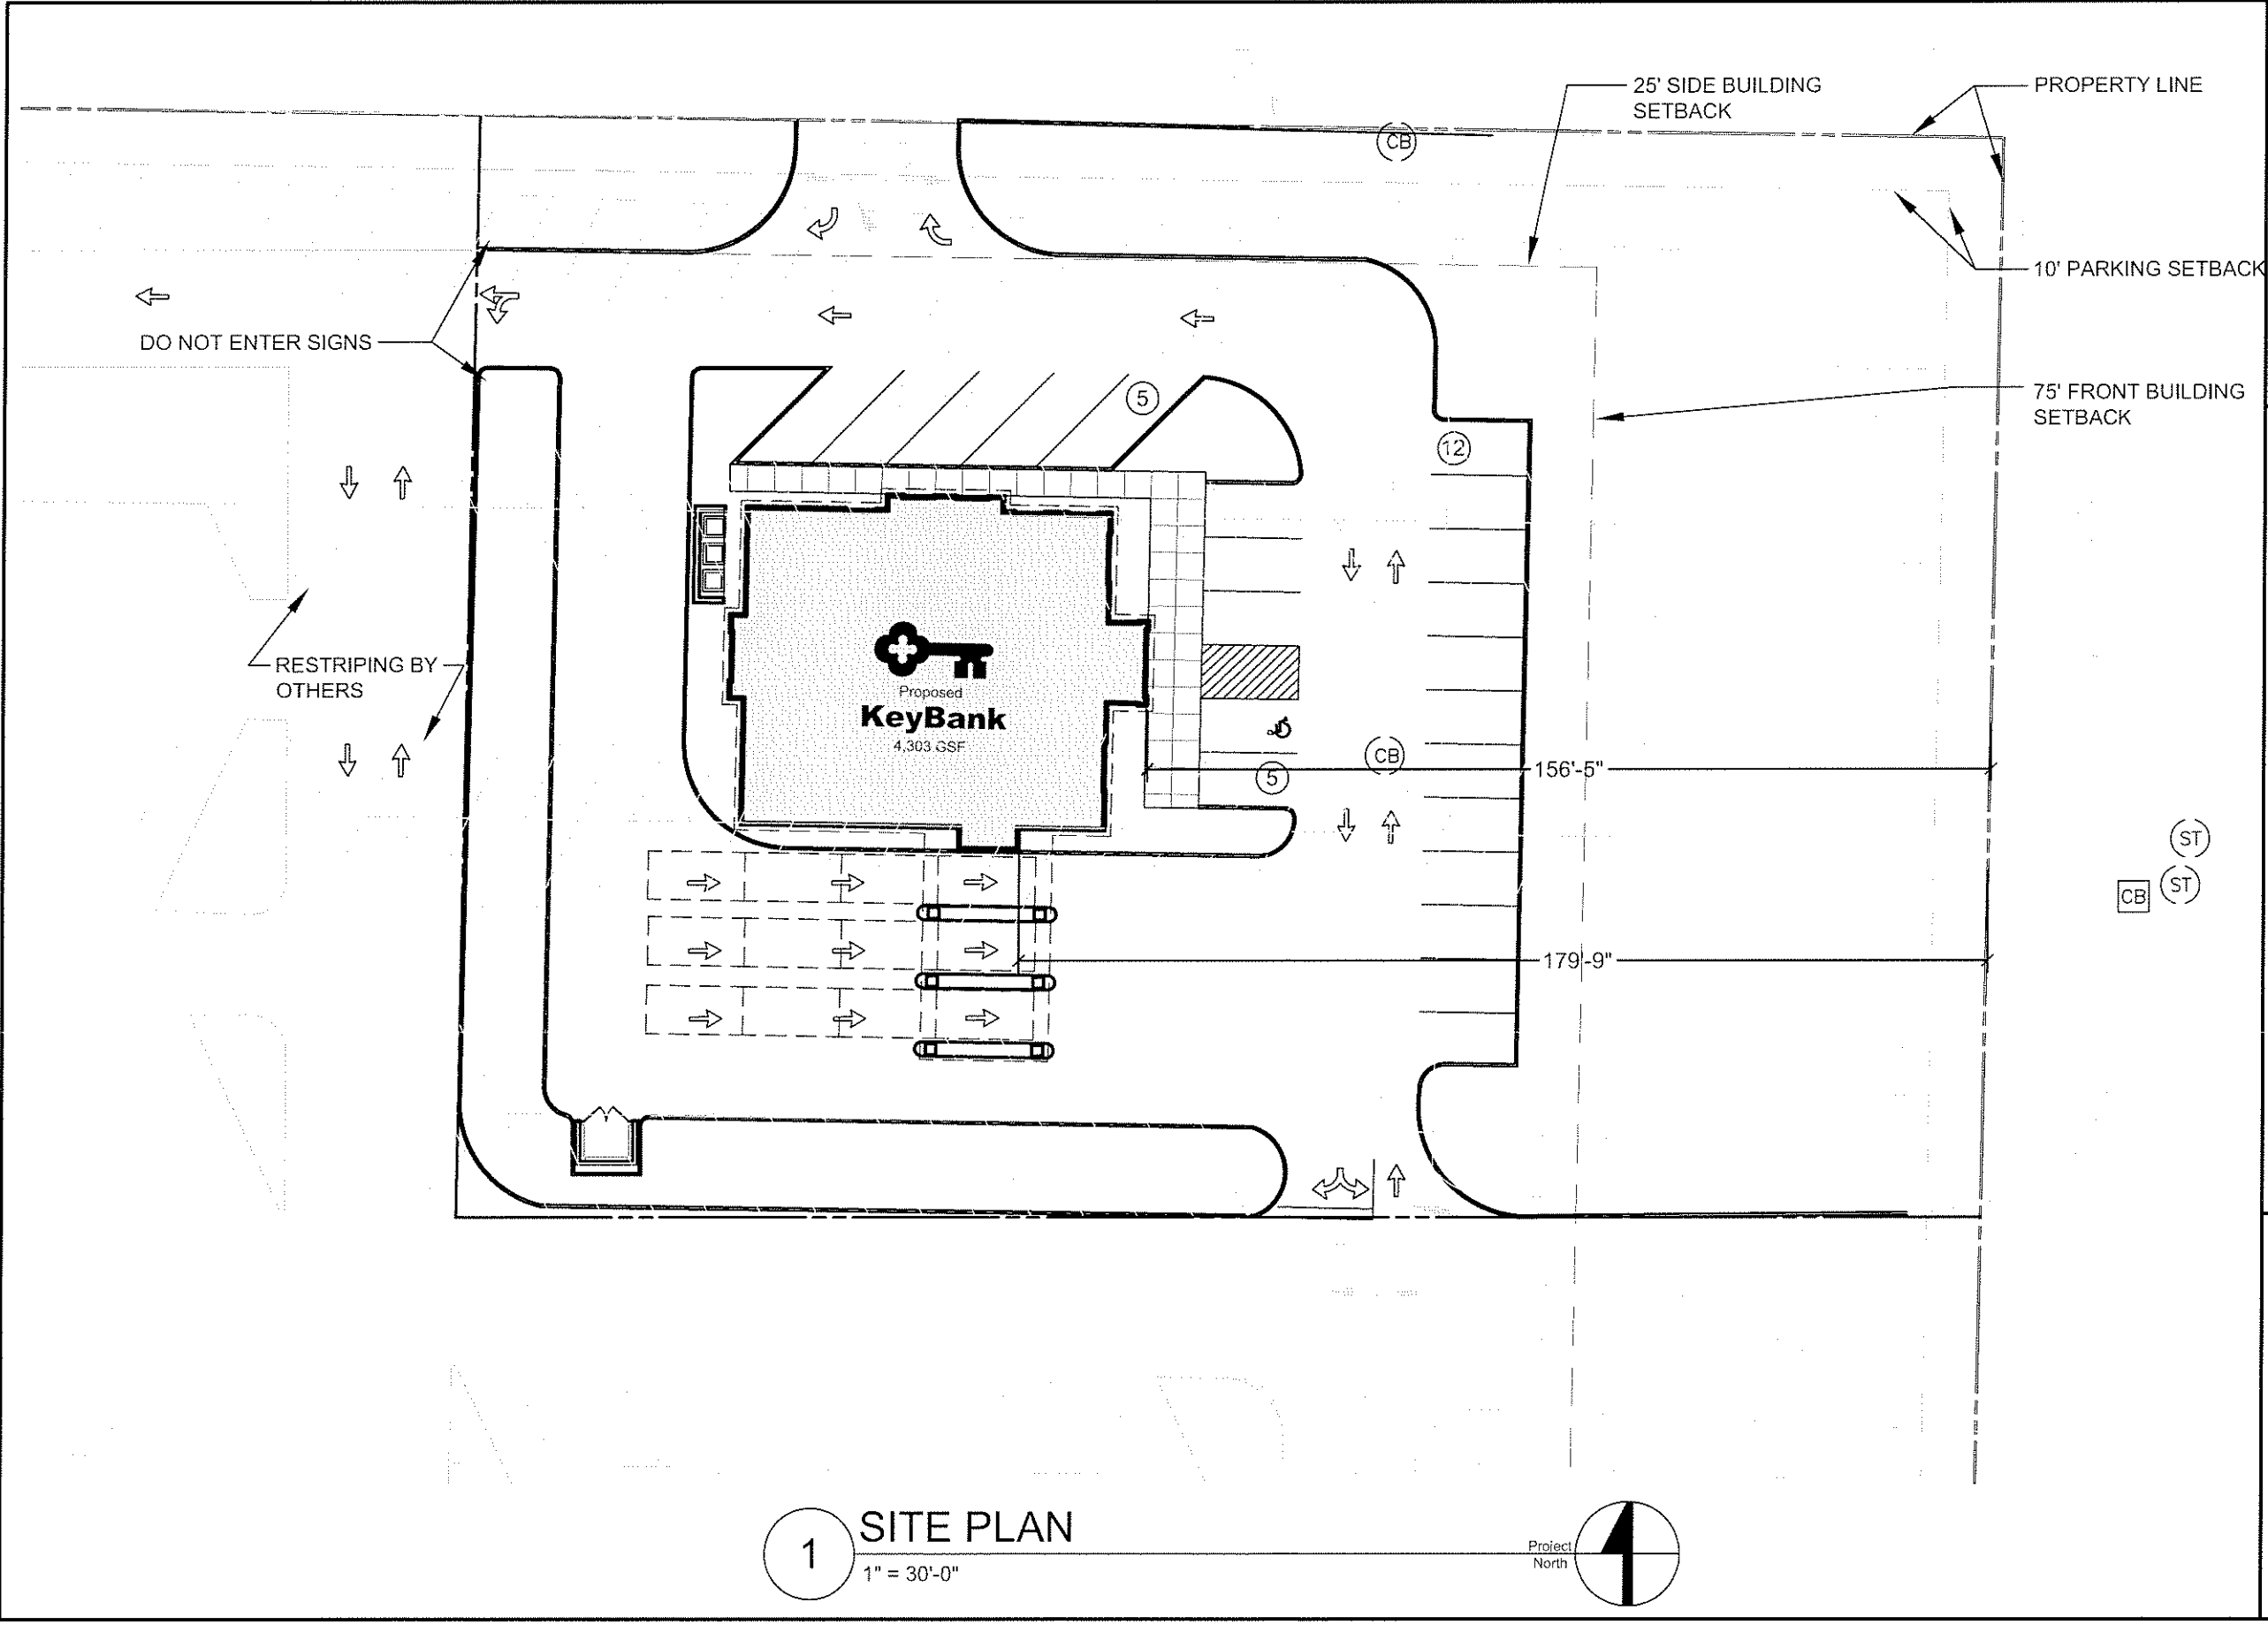 25' SIDE BUILDING
SETBACK
PROPERTY LINE
CB
10' PARKING SETBACK
DO NOT ENTER SIGNS
75' FRONT BUILDING
SETBACK
5
12
RESTRIPING BY
OTHERS
Proposed
KeyBank
4,303 GSF
CB
5
156'-5"
ST
ST
CB
179'-9"
1
SITE PLAN
1" = 30'-0"
Project
North